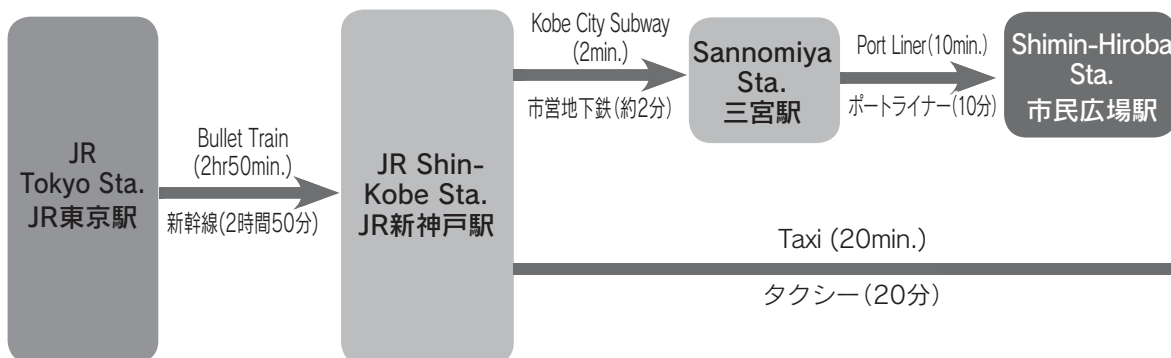 JR
Tokyo Sta.
JR東京駅
Bullet Train
(2hr50min.)
新幹線(2時間50分)
JR Shin-
Kobe Sta.
JR新神戸駅
Kobe City Subway
(2min.)
市営地下鉄(約2分)
Sannomiya
Sta.
三宮駅
Port Liner(10min.)
ポートライナー(10分)
Shimin-Hiroba
Sta.
市民広場駅
Taxi (20min.)
タクシー(20分)